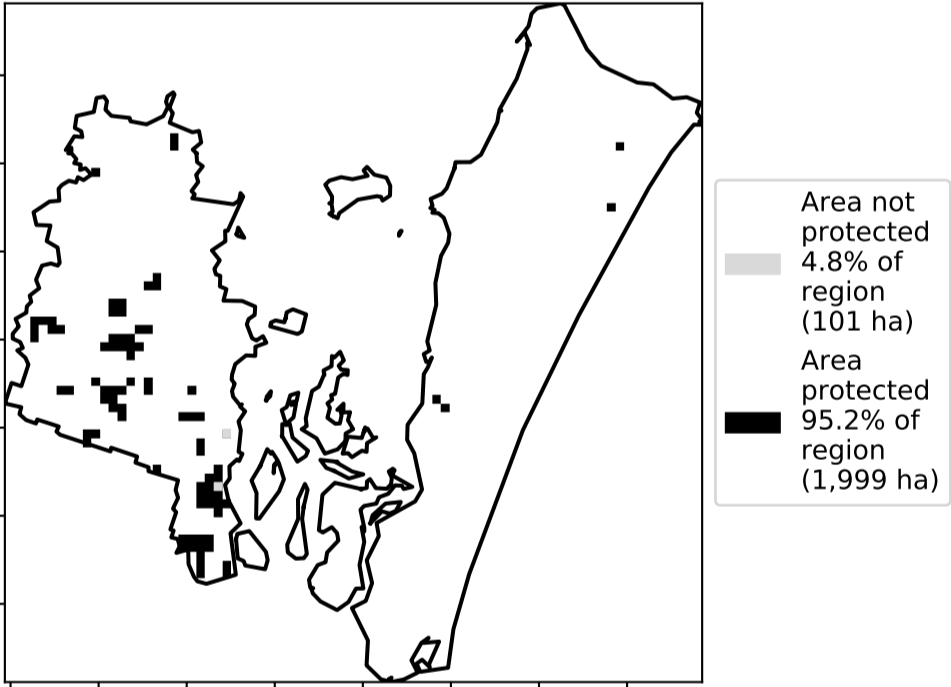 Area not
protected
4.8% of
region
(101 ha)
Area
protected
95.2% of
region
(1,999 ha)